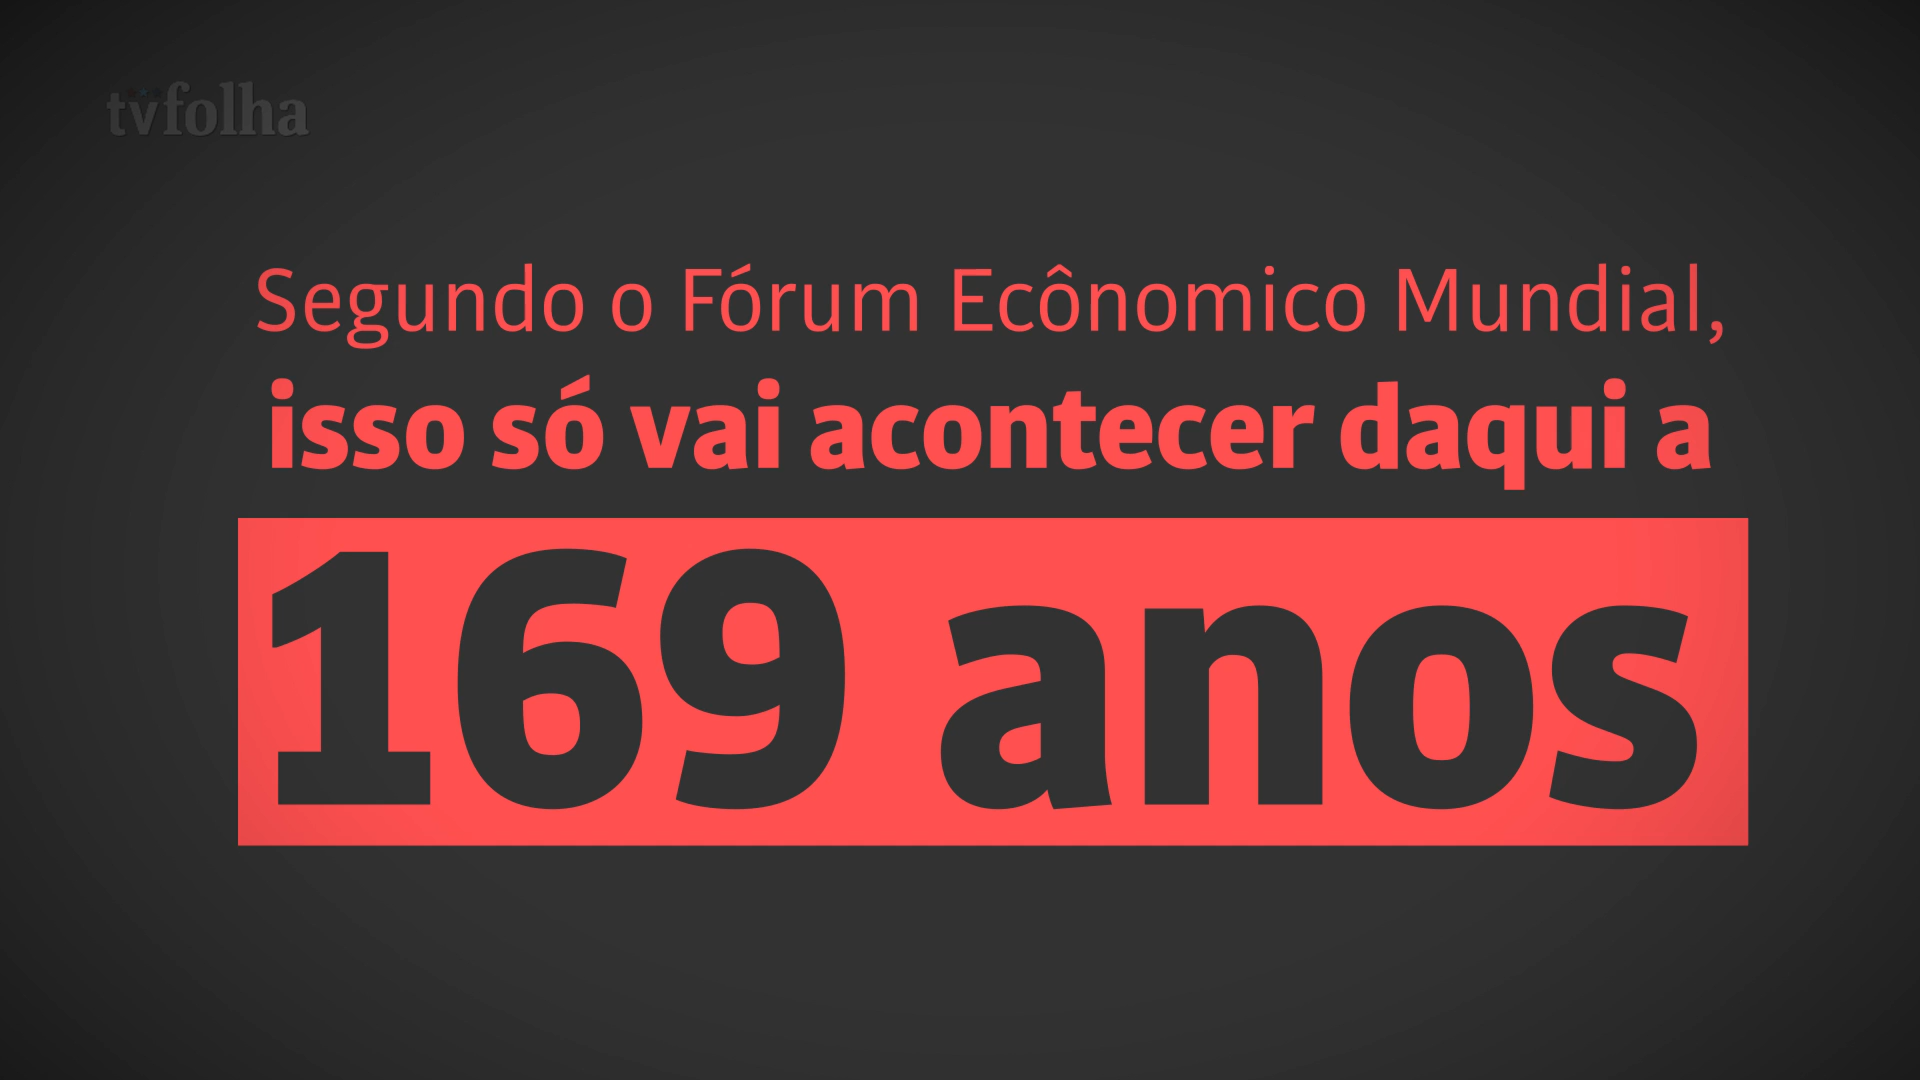 tvfolha
Segundo o Fórum Ecônomico Mundial,
isso só vai acontecer daqui a
169 anos